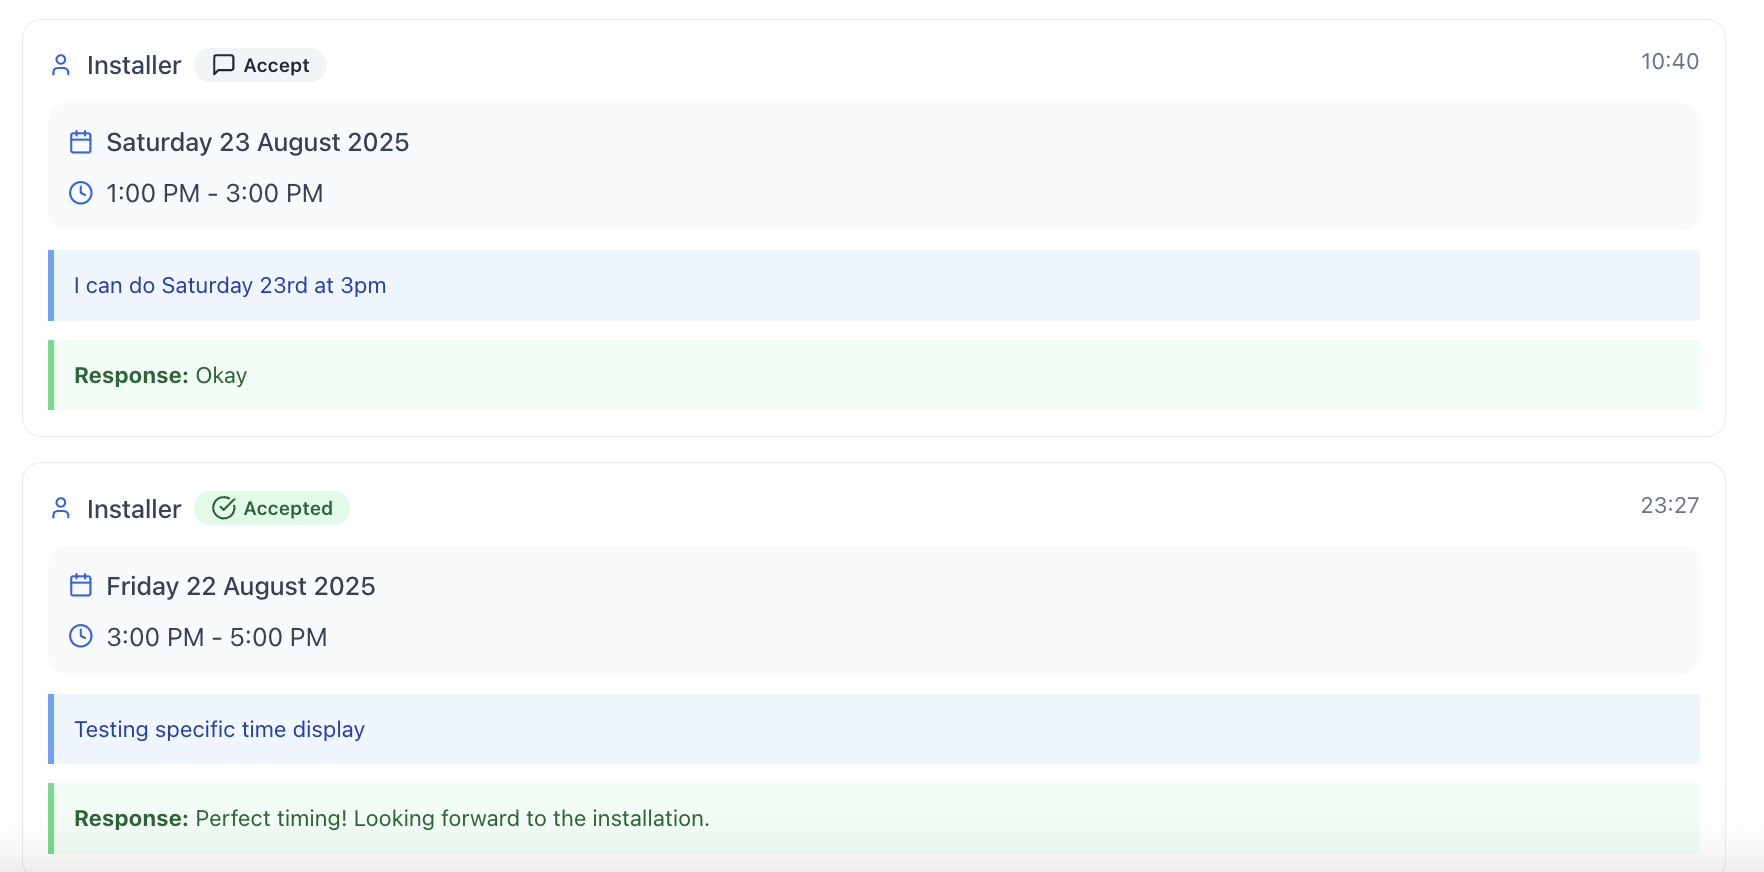 Installer Accept 10:40
Saturday 23 August 2025
1:00 PM - 3:00 PM
I can do Saturday 23rd at 3pm
Response: Okay
Installer Accepted 23:27
Friday 22 August 2025
3:00 PM - 5:00 PM
Testing specific time display
Response: Perfect timing! Looking forward to the installation.